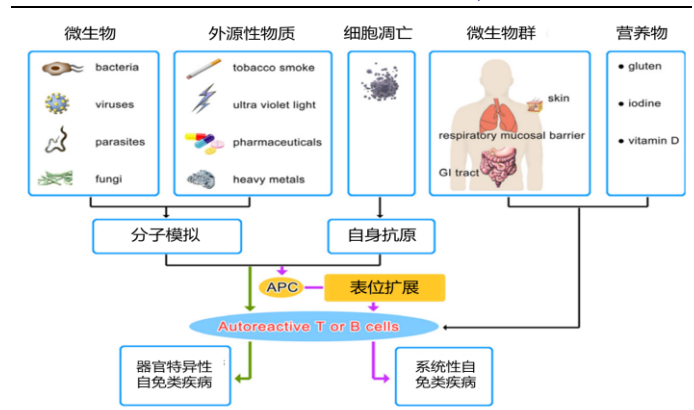 微生物
外源性物质
细胞凋亡
微生物群
营养物
bacteria
viruses
parasites
fungi
tobacco smoke
ultra violet light
pharmaceuticals
heavy metals
skin
respiratory mucosal barrier
GI tract
• gluten
• iodine
• vitamin D
分子模拟
自身抗原
APC
表位扩展
Autoreactive T or B cells
器官特异性
自免类疾病
系统性自
免类疾病